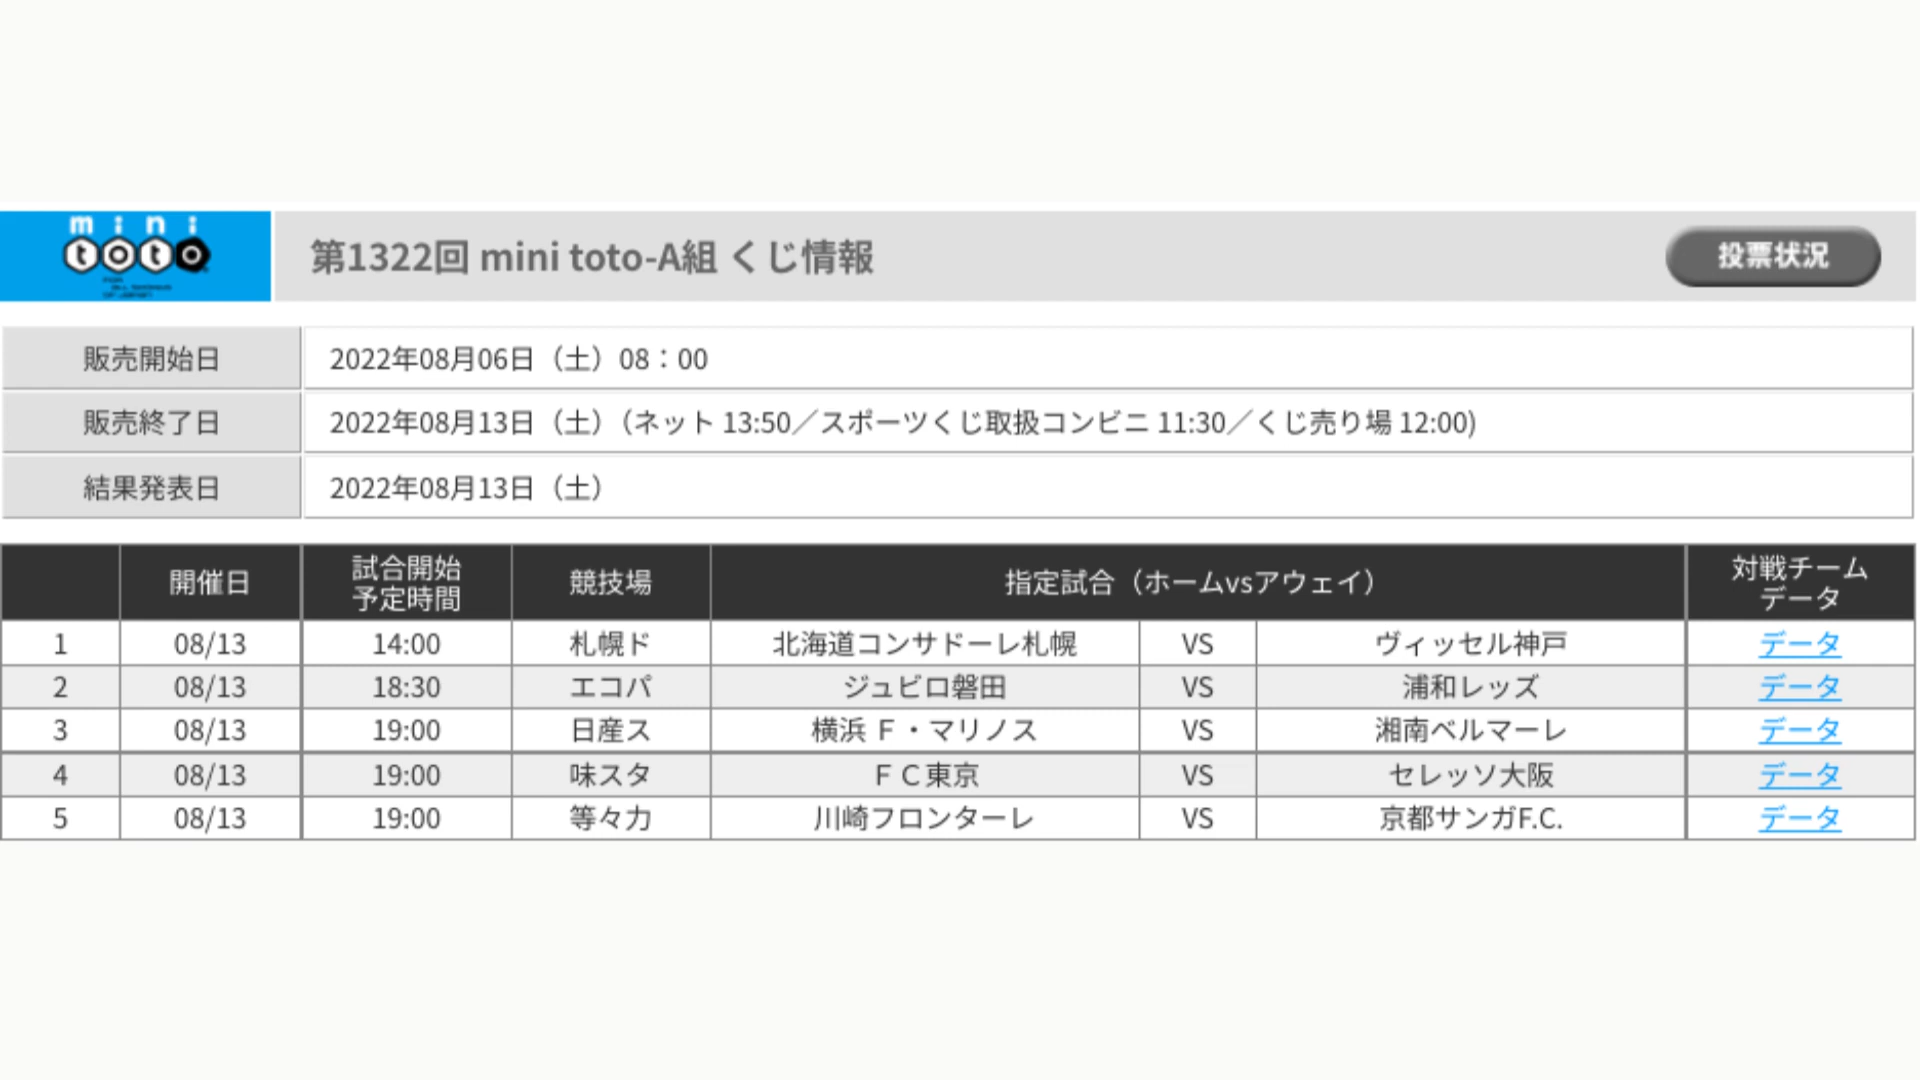 mini
toto
第1322回 mini toto-A組 くじ情報
投票状況
販売開始日 2022年08月06日（土）08：00
販売終了日 2022年08月13日（土）（ネット 13:50／スポーツくじ取扱コンビニ 11:30／くじ売り場 12:00)
結果発表日 2022年08月13日（土）
開催日 試合開始予定時間 競技場 指定試合（ホームvsアウェイ） 対戦チームデータ
1 08/13 14:00 札幌ド 北海道コンサドーレ札幌 VS ヴィッセル神戸 データ
2 08/13 18:30 エコパ ジュビロ磐田 VS 浦和レッズ データ
3 08/13 19:00 日産ス 横浜Ｆ・マリノス VS 湘南ベルマーレ データ
4 08/13 19:00 味スタ ＦＣ東京 VS セレッソ大阪 データ
5 08/13 19:00 等々力 川崎フロンターレ VS 京都サンガF.C. データ